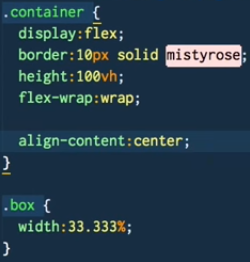 .container {
display:flex;
border:10px solid mistyrose;
height:100vh;
flex-wrap:wrap;
align-content:center;
}
.box {
width:33.333%;
}